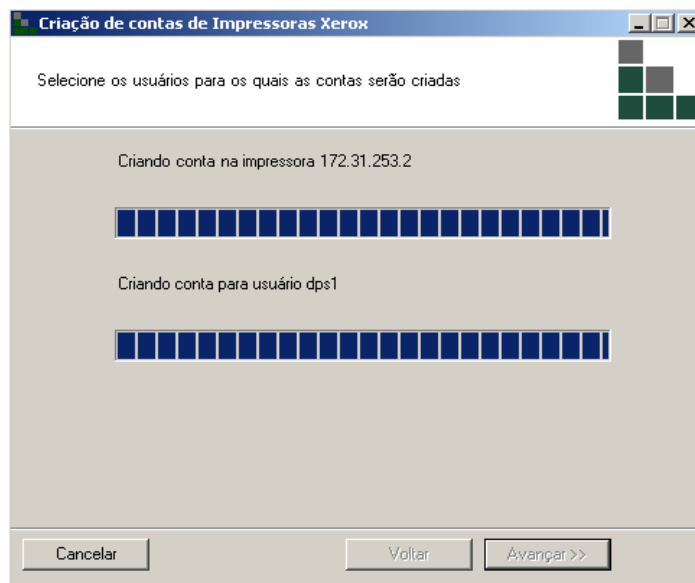 Criação de contas de Impressoras Xerox
Selecione os usuários para os quais as contas serão criadas
Criando conta na impressora 172.31.253.2
Criando conta para usuário dps1
Cancelar
Voltar
Avançar >>